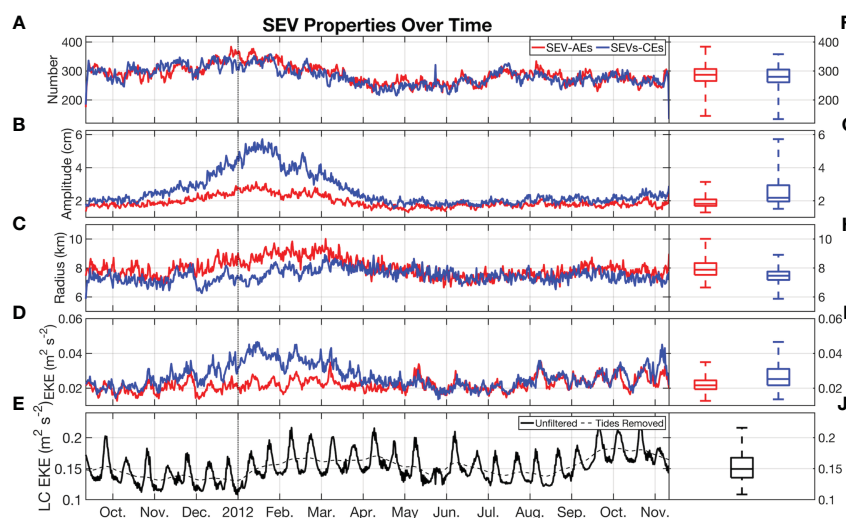 SEV Properties Over Time
A
F
400
300
200
Number
SEV-AEs
SEVs-CEs
400
300
200
B
6
4
2
Amplitude (cm)
6
4
2
C
10
8
6
Radius (km)
10
8
6
D
0.06
0.04
0.02
EKE (m² s⁻²)
0.06
0.04
0.02
E
J
0.2
0.15
0.1
LC EKE (m² s⁻²)
Unfiltered
Tides Removed
0.2
0.15
0.1
Oct. Nov. Dec. 2012 Feb. Mar. Apr. May Jun. Jul. Aug. Sep. Oct. Nov.